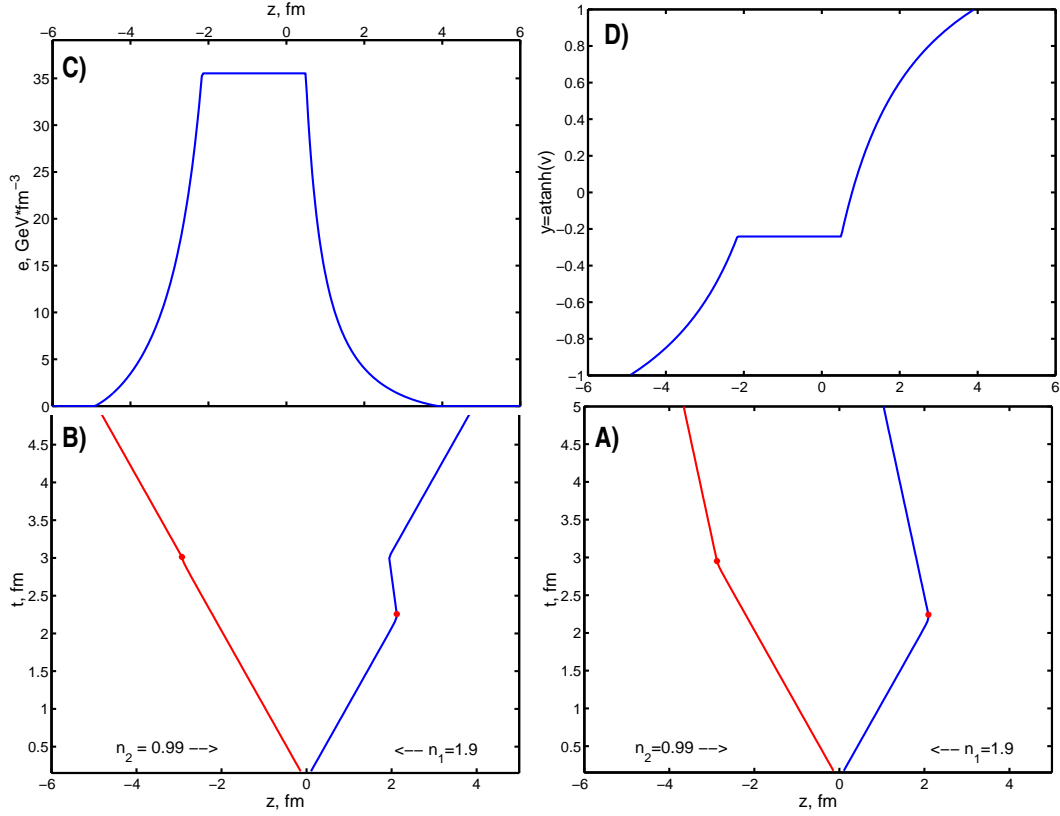 z, fm
−6 −4 −2 0 2 4 6
C)
35
30
25
20
15
10
5
0
e, GeV*fm⁻³
D)
1
0.8
0.6
0.4
0.2
0
−0.2
−0.4
−0.6
−0.8
−1
y=atanh(v)
−6 −4 −2 0 2 4 6
B)
4.5
4
3.5
3
2.5
2
1.5
1
0.5
t, fm
n₂ = 0.99 −−>
<−− n₁=1.9
−6 −4 −2 0 2 4
z, fm
A)
5
4.5
4
3.5
3
2.5
2
1.5
1
0.5
t, fm
n₂=0.99 −−>
<−− n₁=1.9
−6 −4 −2 0 2 4
z, fm